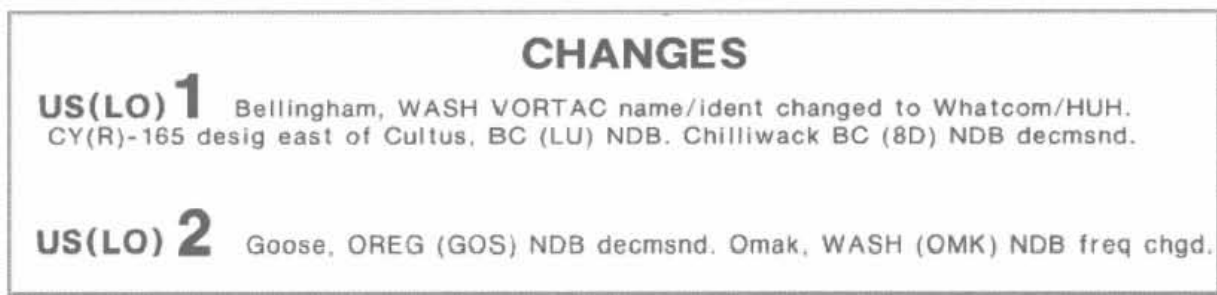 CHANGES
US(LO) 1 Bellingham, WASH VORTAC name/ident changed to Whatcom/HUH.
CY(R)-165 desig east of Cultus, BC (LU) NDB. Chilliwack BC (8D) NDB decmsnd.
US(LO) 2 Goose, OREG (GOS) NDB decmsnd. Omak, WASH (OMK) NDB freq chgd.